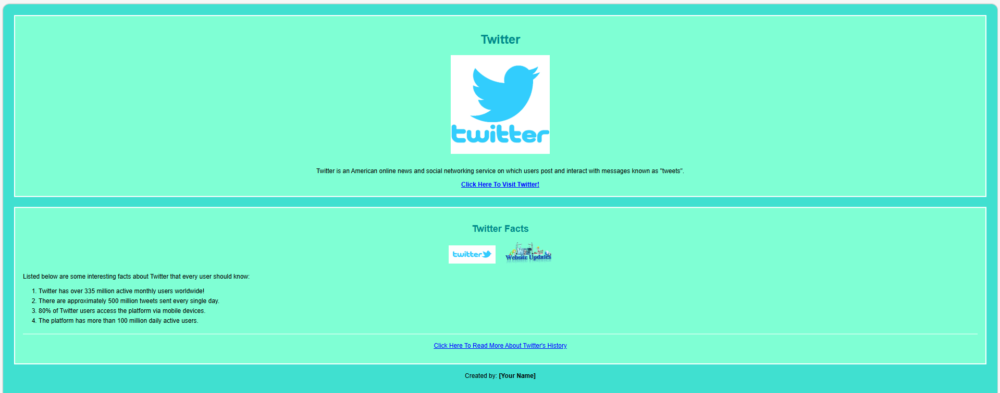 Twitter
twitter
Twitter is an American online news and social networking service on which users post and interact with messages known as "tweets".
Click Here To Visit Twitter!
Twitter Facts
twitter
Website Updates
Listed below are some interesting facts about Twitter that every user should know:
1. Twitter has over 335 million active monthly users worldwide!
2. There are approximately 500 million tweets sent every single day.
3. 80% of Twitter users access the platform via mobile devices.
4. The platform has more than 100 million daily active users.
Click Here To Read More About Twitter's History
Created by: [Your Name]